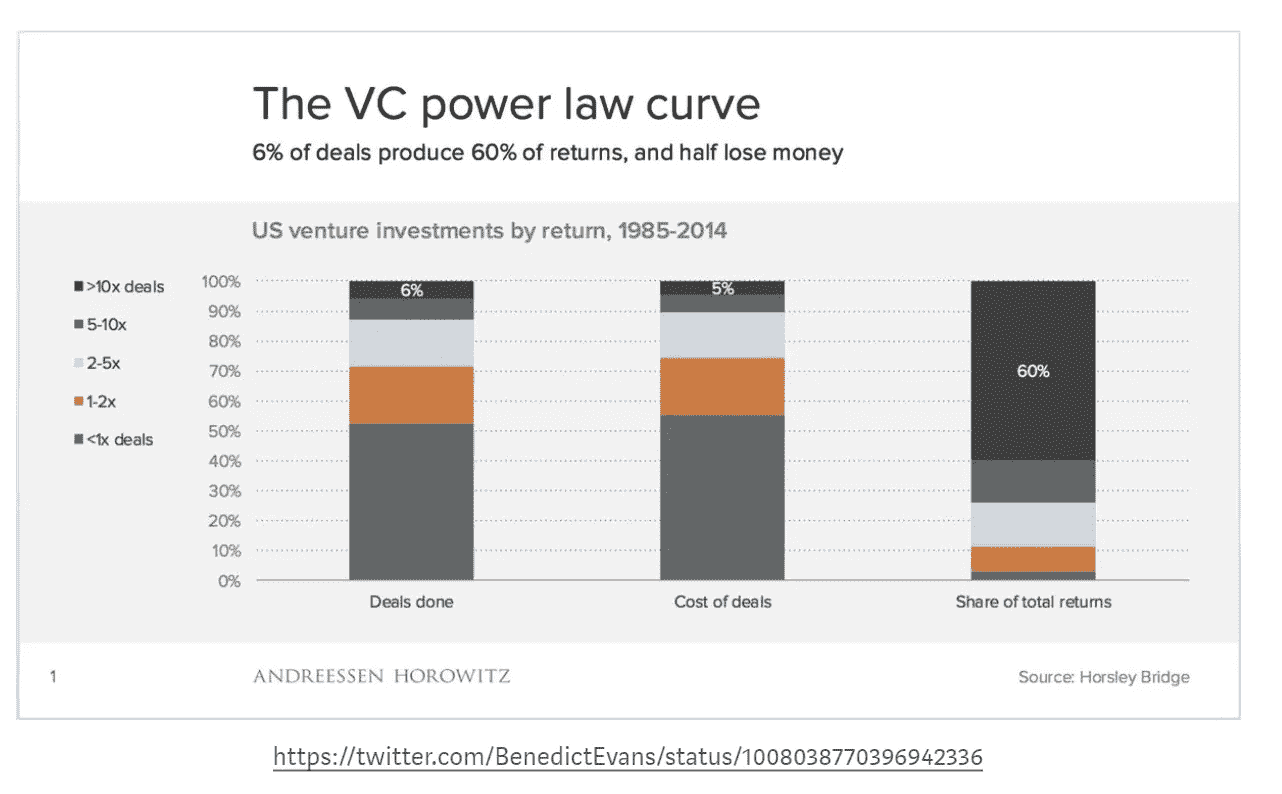 The VC power law curve
6% of deals produce 60% of returns, and half lose money
US venture investments by return, 1985-2014
>10x deals
5-10x
2-5x
1-2x
<1x deals
100%
90%
80%
70%
60%
50%
40%
30%
20%
10%
0%
6%
5%
60%
Deals done
Cost of deals
Share of total returns
1
ANDREESSEN HOROWITZ
Source: Horsley Bridge
https://twitter.com/BenedictEvans/status/1008038770396942336